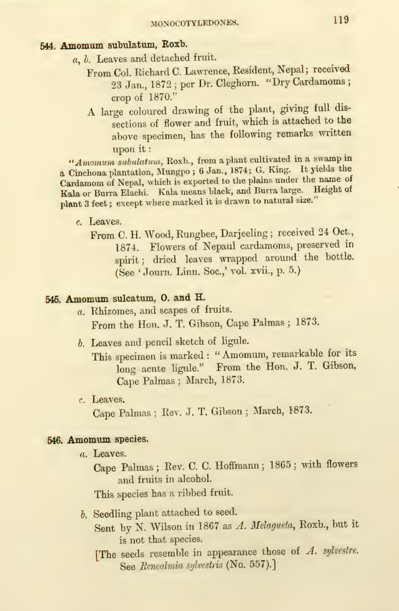 MONOCOTYLEDONES. 119
544. Amomum subulatum, Roxb.
a, b. Leaves and detached fruit.
From Col. Richard C. Lawrence, Resident, Nepal; received
23 Jan., 1872; per Dr. Cleghorn. "Dry Cardamoms;
crop of 1870."
A large coloured drawing of the plant, giving full dis-
sections of flower and fruit, which is attached to the
above specimen, has the following remarks written
upon it:
"Amomum subulatum, Roxb., from a plant cultivated in a swamp in
a Cinchona plantation, Mungpo; 6 Jan., 1874; G. King. It yields the
Cardamom of Nepal, which is exported to the plains under the name of
Kala or Burra Elachi. Kala means black, and Burra large. Height of
plant 3 feet; except where marked it is drawn to natural size."
c. Leaves.
From C. H. Wood, Rungbee, Darjeeling; received 24 Oct.,
1874. Flowers of Nepaul cardamoms, preserved in
spirit; dried leaves wrapped around the bottle.
(See 'Journ. Linn. Soc.,' vol. xvii., p. 5.)
545. Amomum sulcatum, O. and H.
a. Rhizomes, and scapes of fruits.
From the Hon. J. T. Gibson, Cape Palmas; 1873.
b. Leaves and pencil sketch of ligule.
This specimen is marked: "Amomum, remarkable for its
long acute ligule." From the Hon. J. T. Gibson,
Cape Palmas; March, 1873.
c. Leaves.
Cape Palmas; Rev. J. T. Gibson; March, 1873.
546. Amomum species.
a. Leaves.
Cape Palmas; Rev. C. C. Hoffmann; 1865; with flowers
and fruits in alcohol.
This species has a ribbed fruit.
b. Seedling plant attached to seed.
Sent by N. Wilson in 1867 as A. Melagueta, Roxb., but it
is not that species.
[The seeds resemble in appearance those of A. sylvestre.
See Renealmia sylvestris (No. 557).]